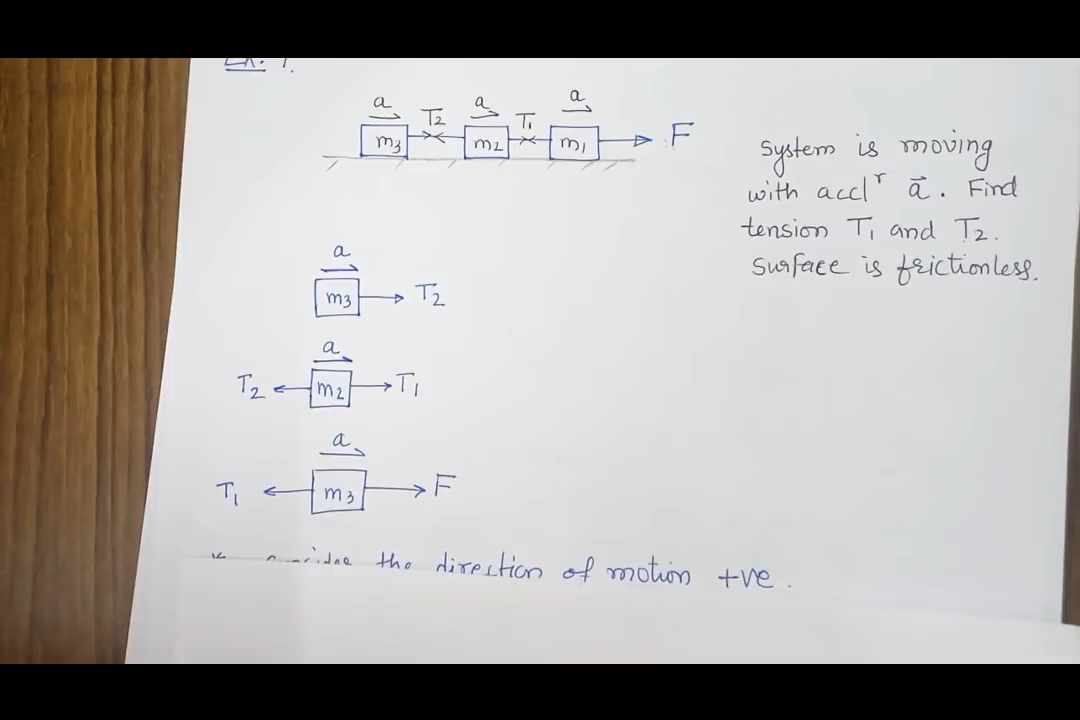 a a a
T2 T1
m3 m2 m1 F
System is moving
with acclr a⃗. Find
tension T1 and T2.
Surface is frictionless.
a
m3 T2
a
T2 m2 T1
a
T1 m3 F
the direction of motion +ve.